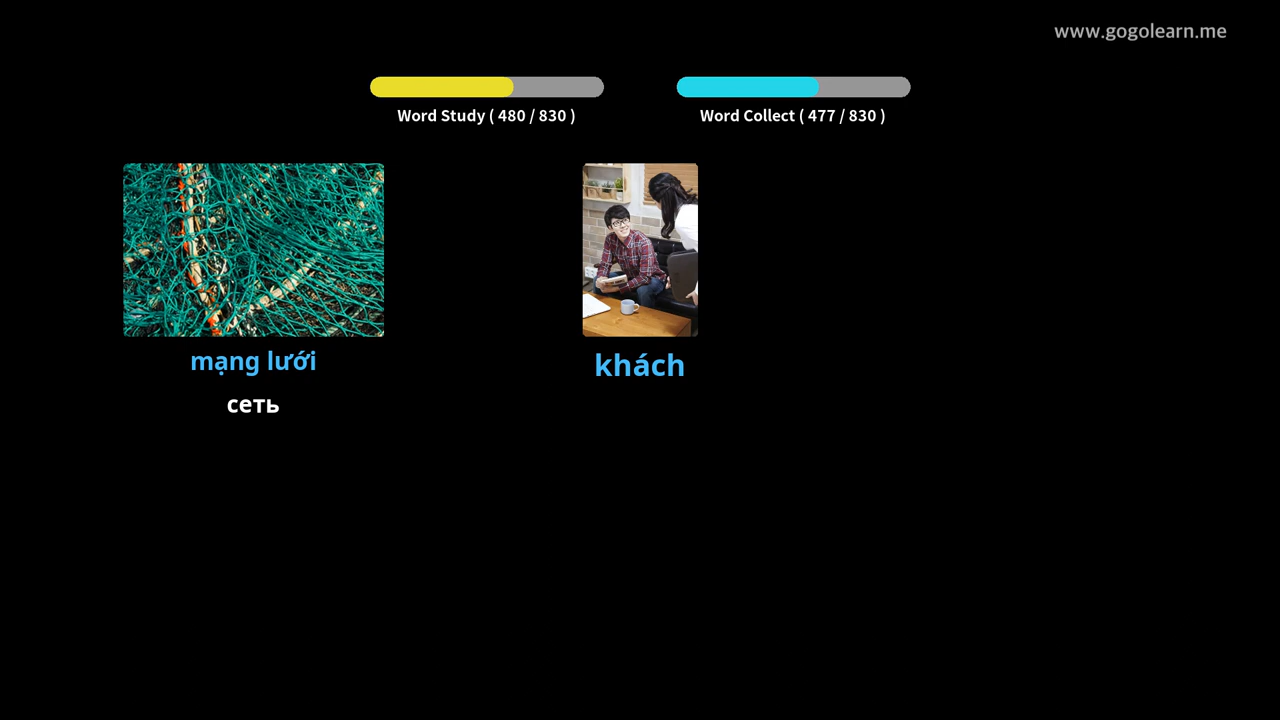 www.gogolearn.me
Word Study ( 480 / 830 )
Word Collect ( 477 / 830 )
mạng lưới
сеть
khách